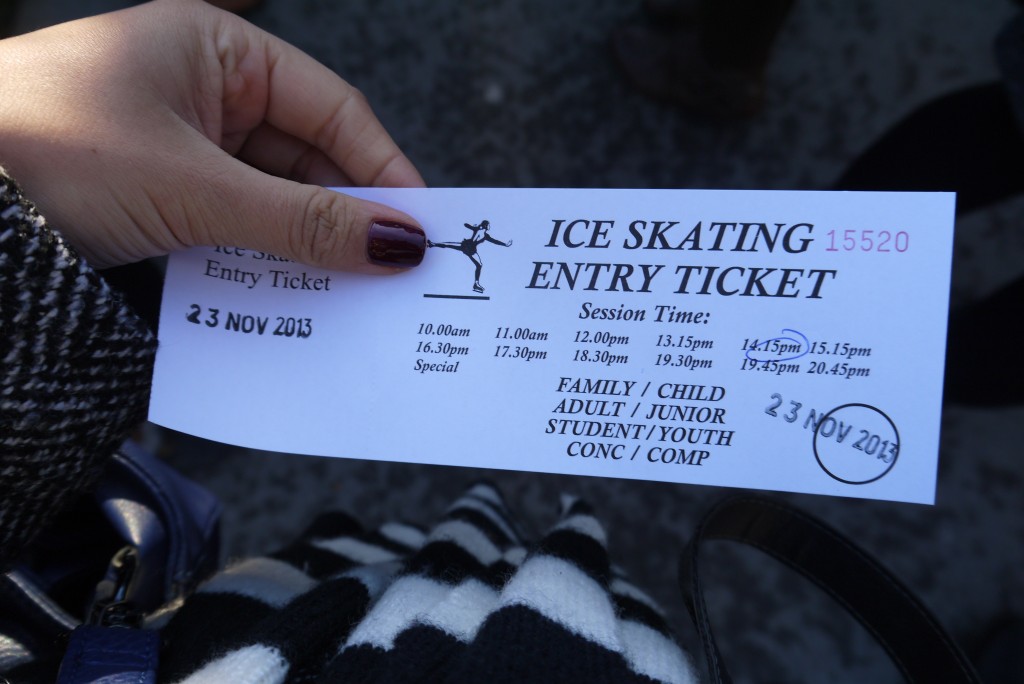 Ice
Entry Ticket
23 NOV 2013
ICE SKATING 15520
ENTRY TICKET
Session Time:
10.00am 11.00am 12.00pm 13.15pm 14.15pm 15.15pm
16.30pm 17.30pm 18.30pm 19.30pm 19.45pm 20.45pm
Special
FAMILY / CHILD
ADULT / JUNIOR
STUDENT/YOUTH
CONC / COMP
23 NOV 2013